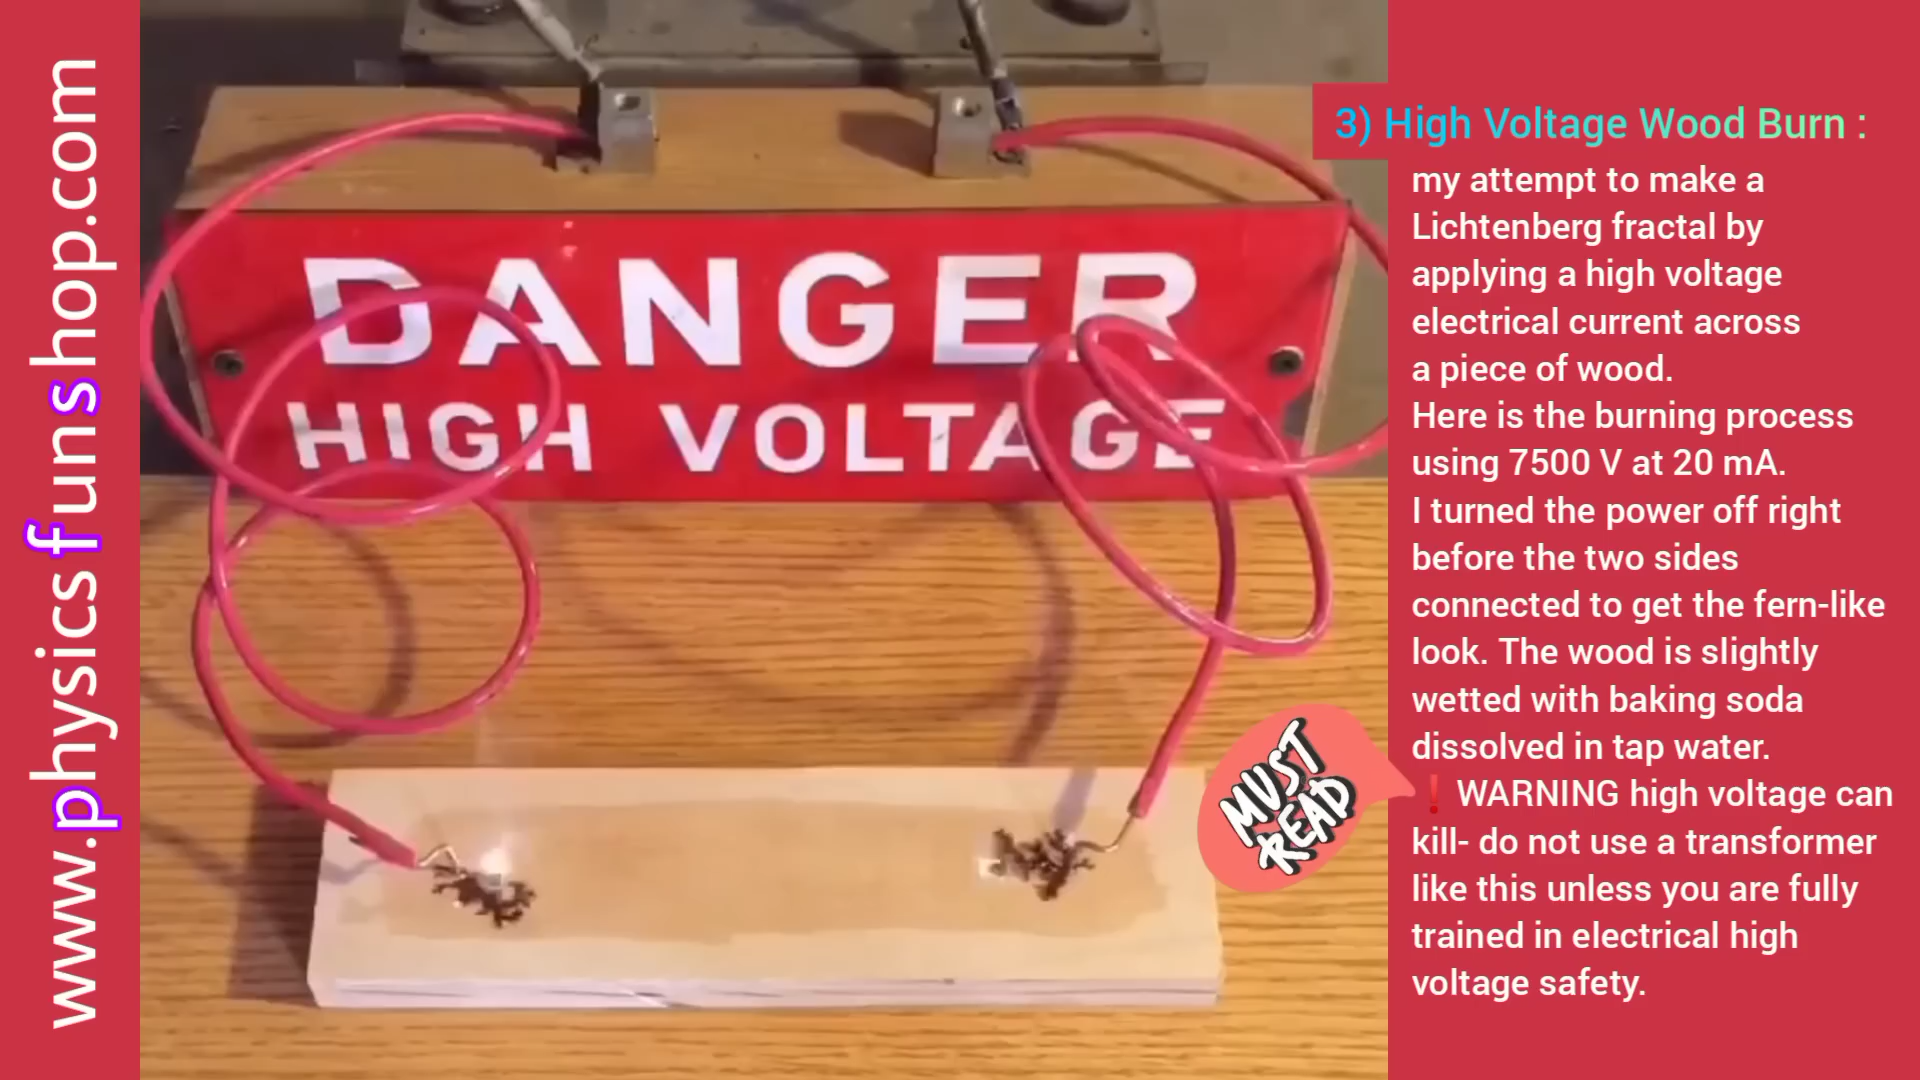 www.physics funshop.com
DANGER
HIGH VOLTAGE
3) High Voltage Wood Burn :
my attempt to make a
Lichtenberg fractal by
applying a high voltage
electrical current across
a piece of wood.
Here is the burning process
using 7500 V at 20 mA.
I turned the power off right
before the two sides
connected to get the fern-like
look. The wood is slightly
wetted with baking soda
dissolved in tap water.
❗WARNING high voltage can
kill- do not use a transformer
like this unless you are fully
trained in electrical high
voltage safety.
MUST
READ